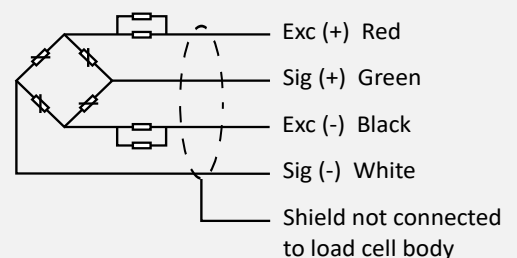 Exc (+) Red
Sig (+) Green
Exc (-) Black
Sig (-) White
Shield not connected
to load cell body